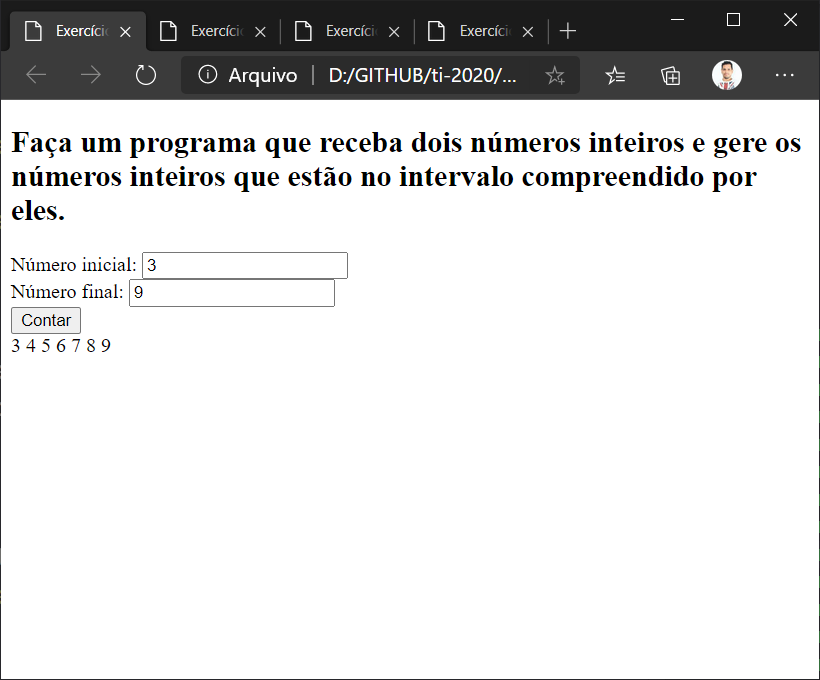 Exercíci Exercíci Exercíci Exercíci
Arquivo D:/GITHUB/ti-2020/...
Faça um programa que receba dois números inteiros e gere os
números inteiros que estão no intervalo compreendido por
eles.
Número inicial: 3
Número final: 9
Contar
3 4 5 6 7 8 9